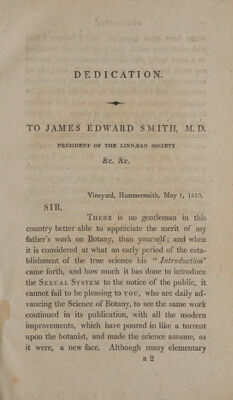 DEDICATION.
TO JAMES EDWARD SMITH, M.D.
PRESIDENT OF THE LINNÆAN SOCIETY
&c. &c.
Vineyard, Hammersmith, May 1, 1810.
SIR,
THERE is no gentleman in this
country better able to appreciate the merit of my
father's work on Botany, than yourself; and when
it is considered at what an early period of the esta-
blishment of the true science his "Introduction"
came forth, and how much it has done to introduce
the SEXUAL SYSTEM to the notice of the public, it
cannot fail to be pleasing to YOU, who are daily ad-
vancing the Science of Botany, to see the same work
continued in its publication, with all the modern
improvements, which have poured in like a torrent
upon the botanist, and made the science assume, as
it were, a new face. Although many elementary
a 2